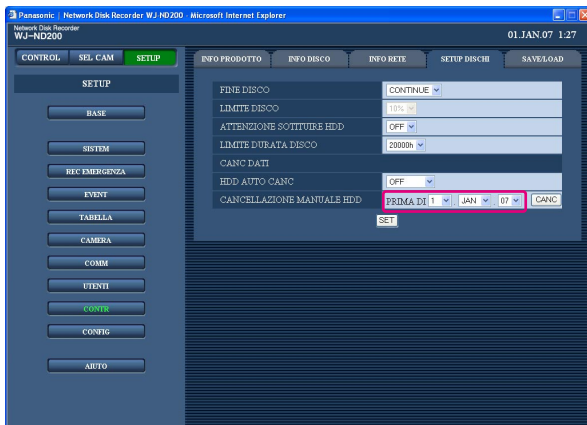 Panasonic | Network Disk Recorder WJ-ND200 - Microsoft Internet Explorer
Network Disk Recorder
WJ-ND200
01.JAN.07 1:27
CONTROL SEL CAM SETUP
INFO PRODOTTO INFO DISCO INFO RETE SETUP DISCHI SAVE/LOAD
SETUP
BASE
SISTEM
REC EMERGENZA
EVENT
TABELLA
CAMERA
COMM
UTENTI
CONTR
CONFIG
AIUTO
FINE DISCO CONTINUE
LIMITE DISCO 10%
ATTENZIONE SOTITUIRE HDD OFF
LIMITE DURATA DISCO 20000h
CANC DATI
HDD AUTO CANC OFF
CANCELLAZIONE MANUALE HDD PRIMA DI 1 . JAN . 07 CANC
SET